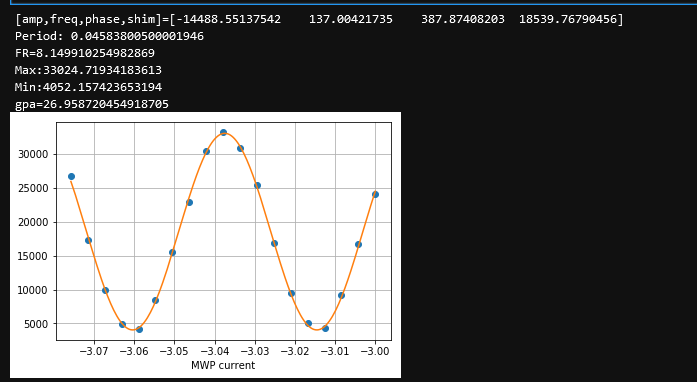 [amp,freq,phase,shim]=[-14488.55137542 137.00421735 387.87408203 18539.76790456]
Period: 0.04583800500001946
FR=8.149910254982869
Max:33024.71934183613
Min:4052.157423653194
gpa=26.958720454918705
30000
25000
20000
15000
10000
5000
−3.07 −3.06 −3.05 −3.04 −3.03 −3.02 −3.01 −3.00
MWP current